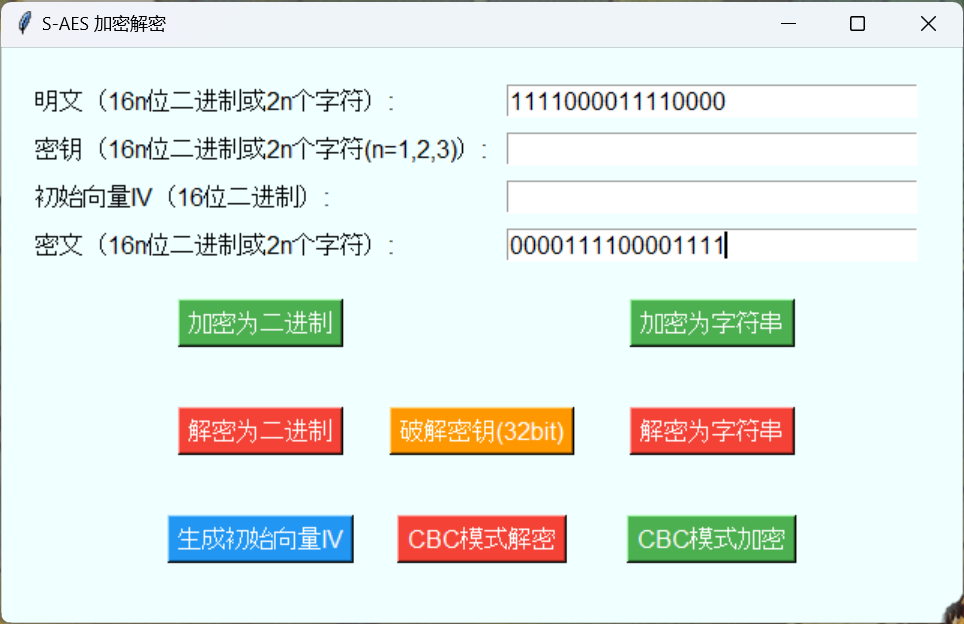 S-AES 加密解密
明文（16n位二进制或2n个字符）: 1111000011110000
密钥（16n位二进制或2n个字符(n=1,2,3)）:
初始向量IV（16位二进制）:
密文（16n位二进制或2n个字符）: 0000111100001111
加密为二进制 加密为字符串
解密为二进制 破解密钥(32bit) 解密为字符串
生成初始向量IV CBC模式解密 CBC模式加密